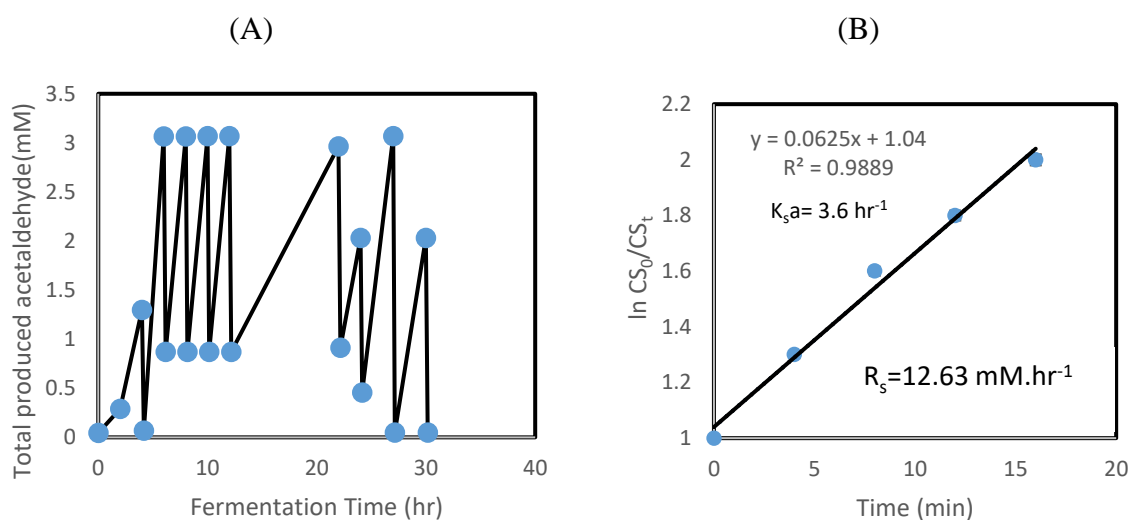 (A)
Total produced acetaldehyde(mM)
3.5
3
2.5
2
1.5
1
0.5
0
0
10
20
30
40
Fermentation Time (hr)
(B)
ln CS₀/CSₜ
2.2
2
1.8
1.6
1.4
1.2
1
y = 0.0625x + 1.04
R² = 0.9889
Kₛa= 3.6 hr⁻¹
Rₛ=12.63 mM.hr⁻¹
0
5
10
15
20
Time (min)